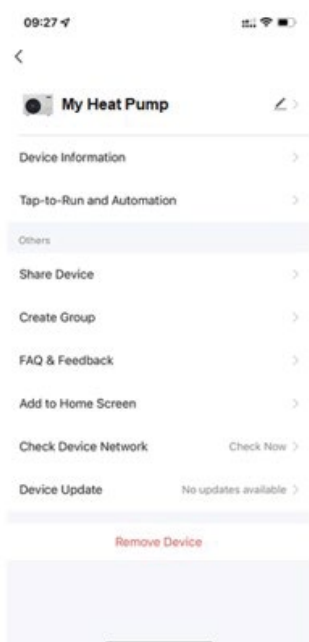 09:27
My Heat Pump
Device Information
Tap-to-Run and Automation
Others
Share Device
Create Group
FAQ & Feedback
Add to Home Screen
Check Device Network Check Now
Device Update No updates available
Remove Device